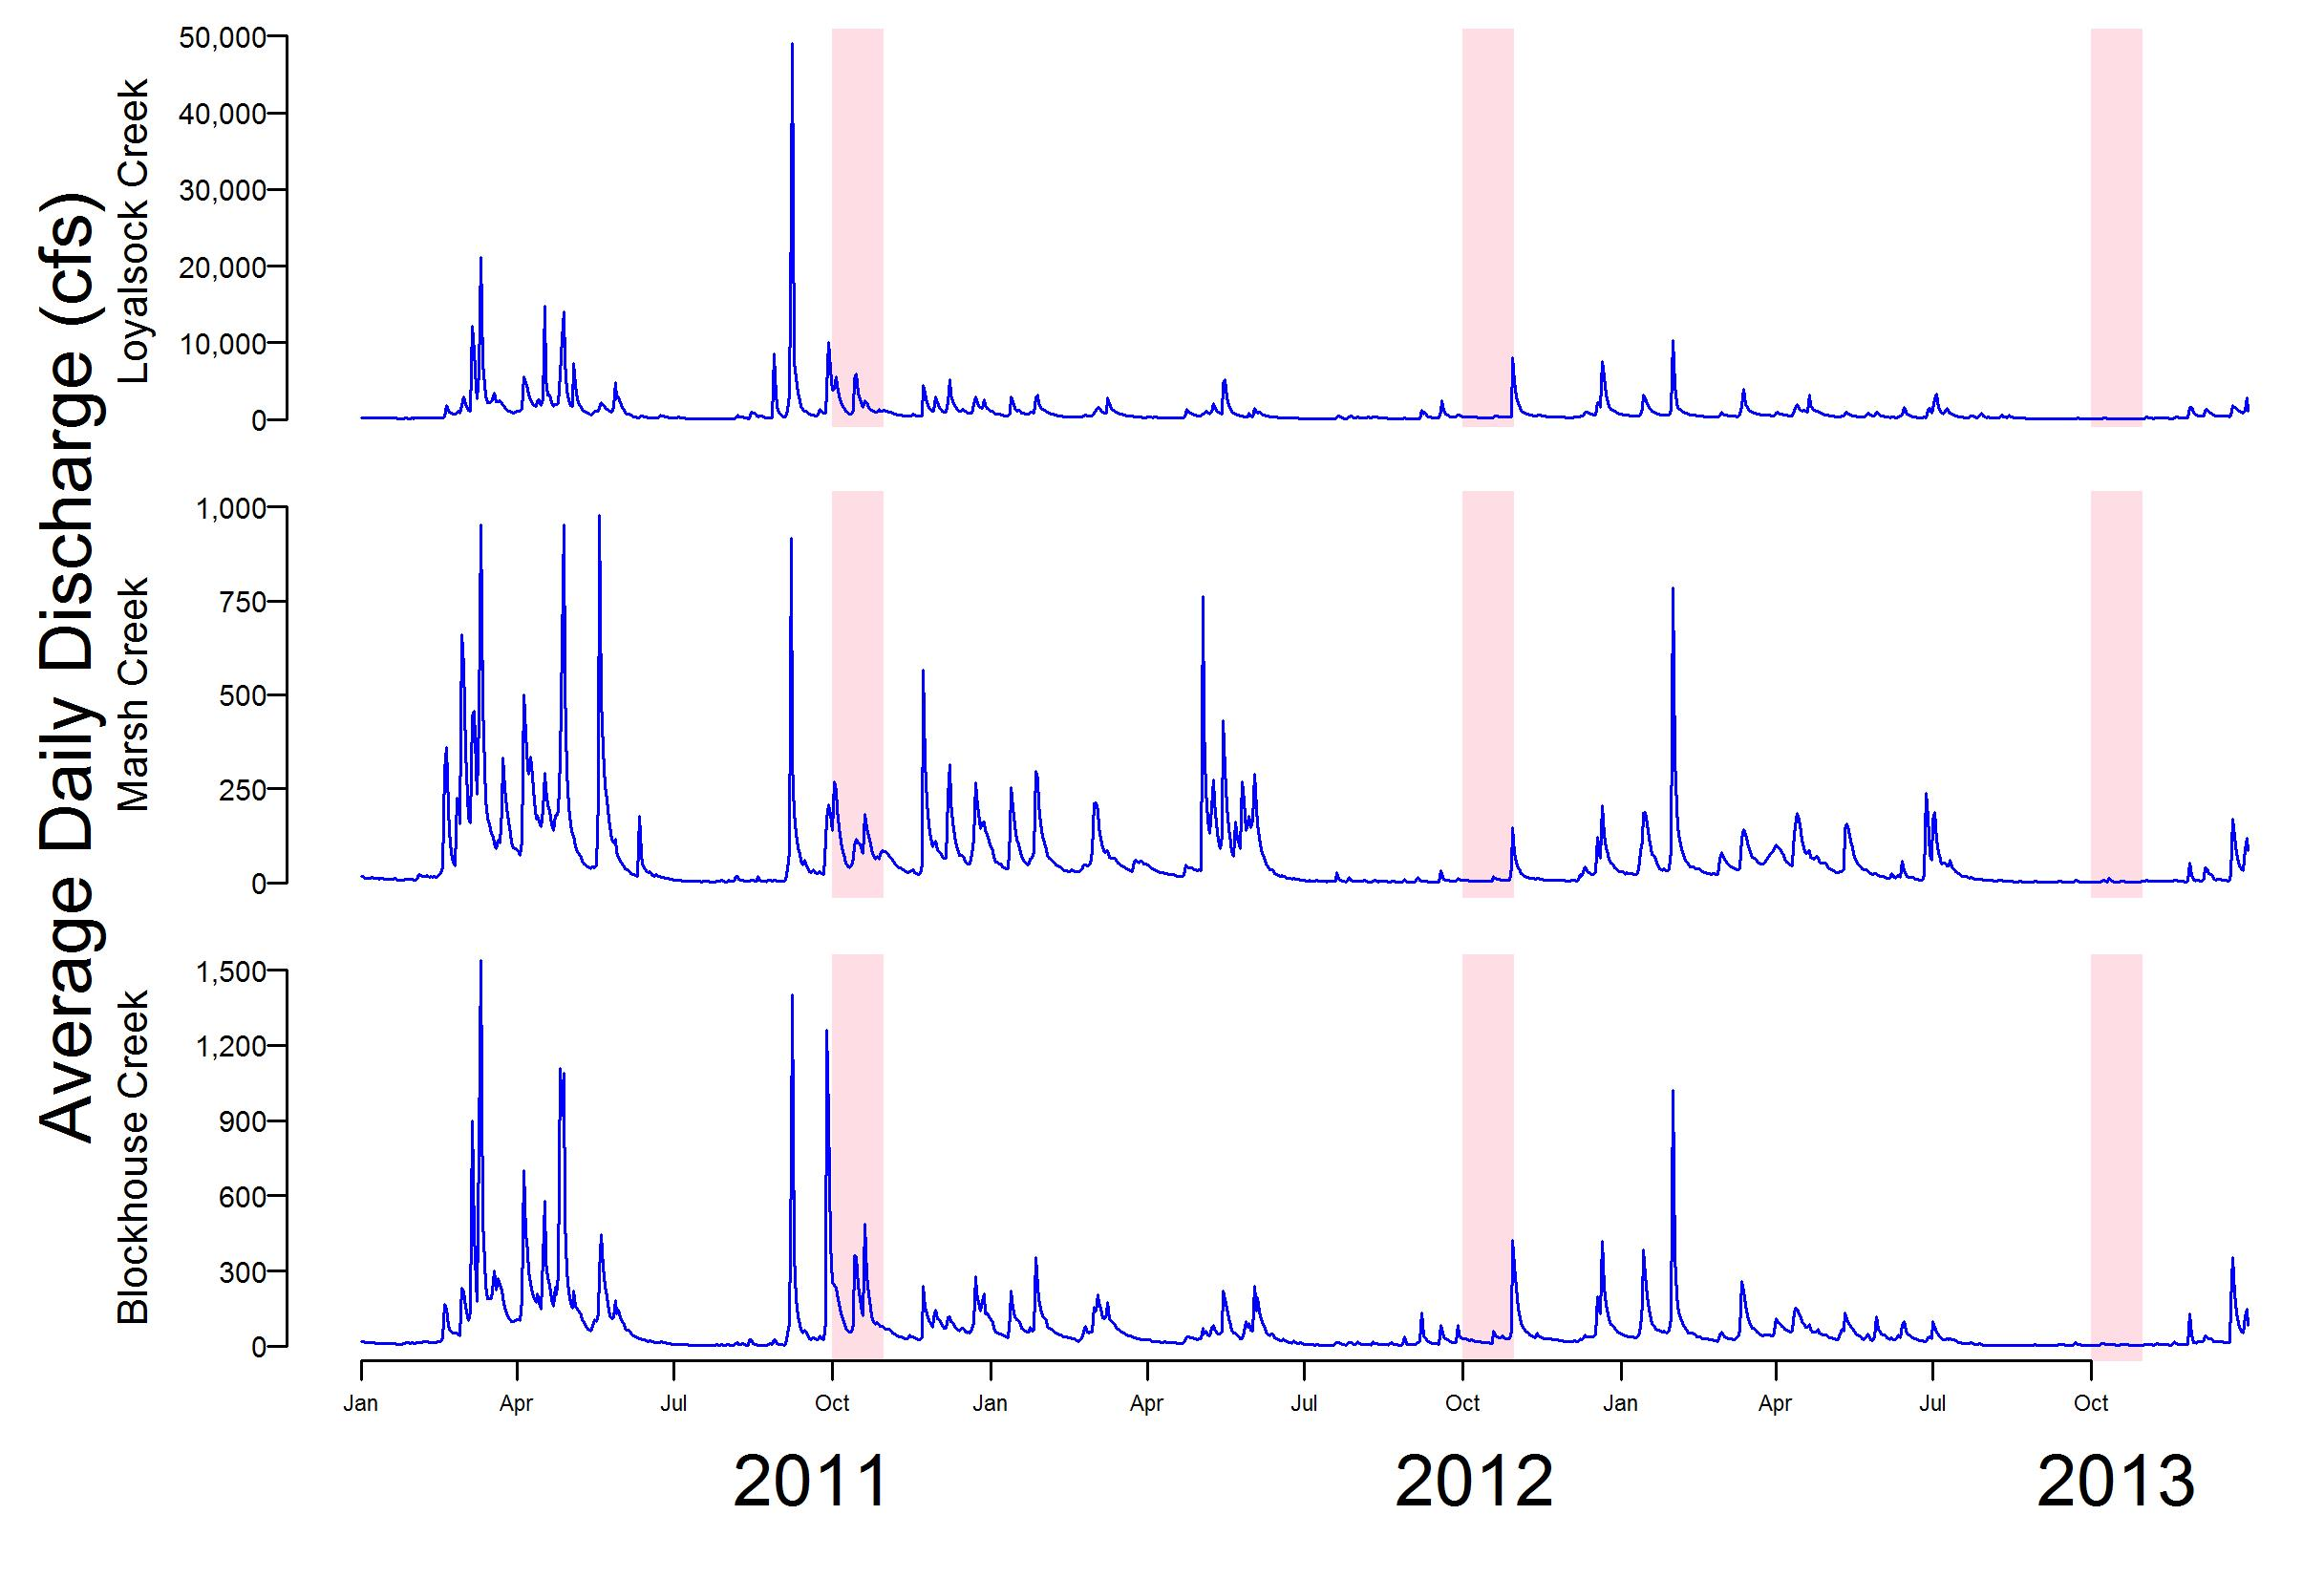 Average Daily Discharge (cfs)
Loyalsock Creek
50,000
40,000
30,000
20,000
10,000
0
Marsh Creek
1,000
750
500
250
0
Blockhouse Creek
1,500
1,200
900
600
300
0
Jan Apr Jul Oct Jan Apr Jul Oct Jan Apr Jul Oct
2011 2012 2013